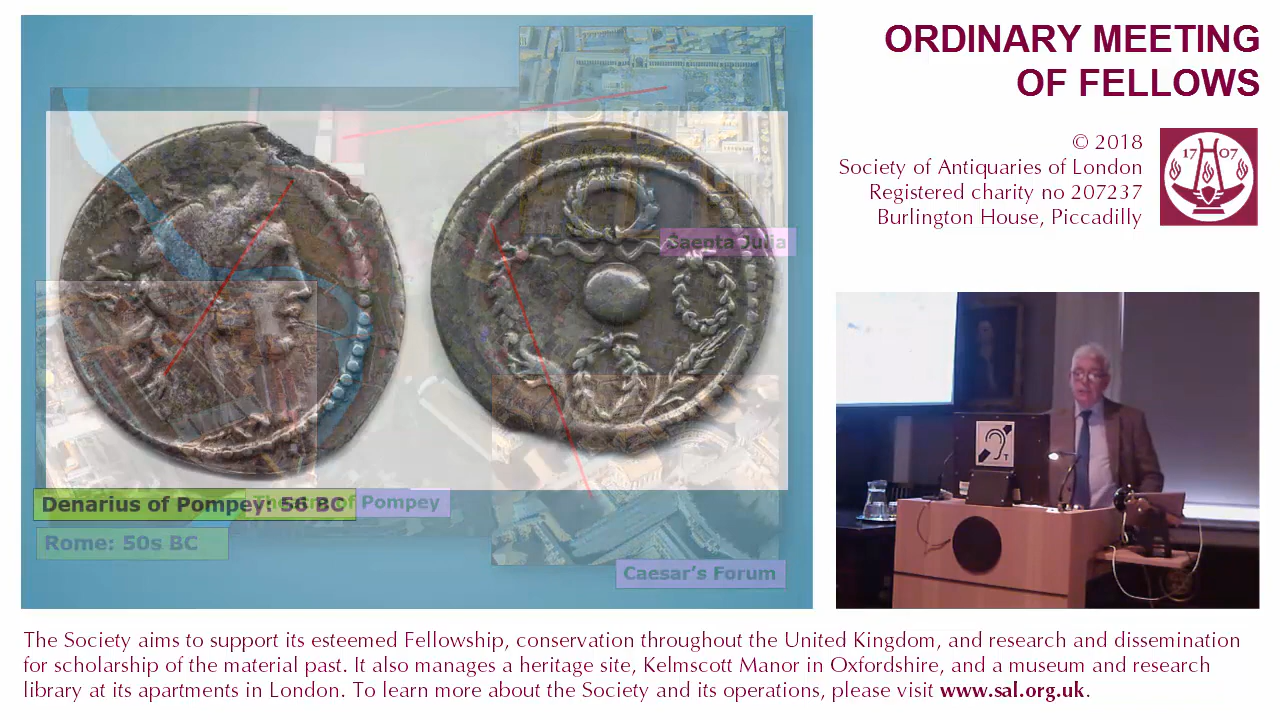 ORDINARY MEETING
OF FELLOWS
© 2018
Society of Antiquaries of London
Registered charity no 207237
Burlington House, Piccadilly
17 07
Saepta Julia
Denarius of Pompey: 56 BC
of Pompey
Rome: 50s BC
Caesar's Forum
T
The Society aims to support its esteemed Fellowship, conservation throughout the United Kingdom, and research and dissemination
for scholarship of the material past. It also manages a heritage site, Kelmscott Manor in Oxfordshire, and a museum and research
library at its apartments in London. To learn more about the Society and its operations, please visit www.sal.org.uk.